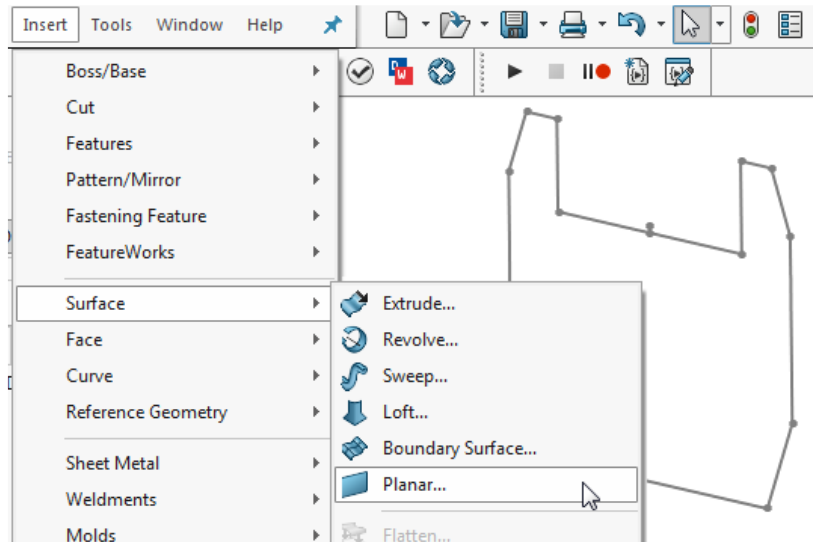 Insert Tools Window Help
Boss/Base
Cut
Features
Pattern/Mirror
Fastening Feature
FeatureWorks
Surface
Face
Curve
Reference Geometry
Sheet Metal
Weldments
Molds
Extrude...
Revolve...
Sweep...
Loft...
Boundary Surface...
Planar...
Flatten...